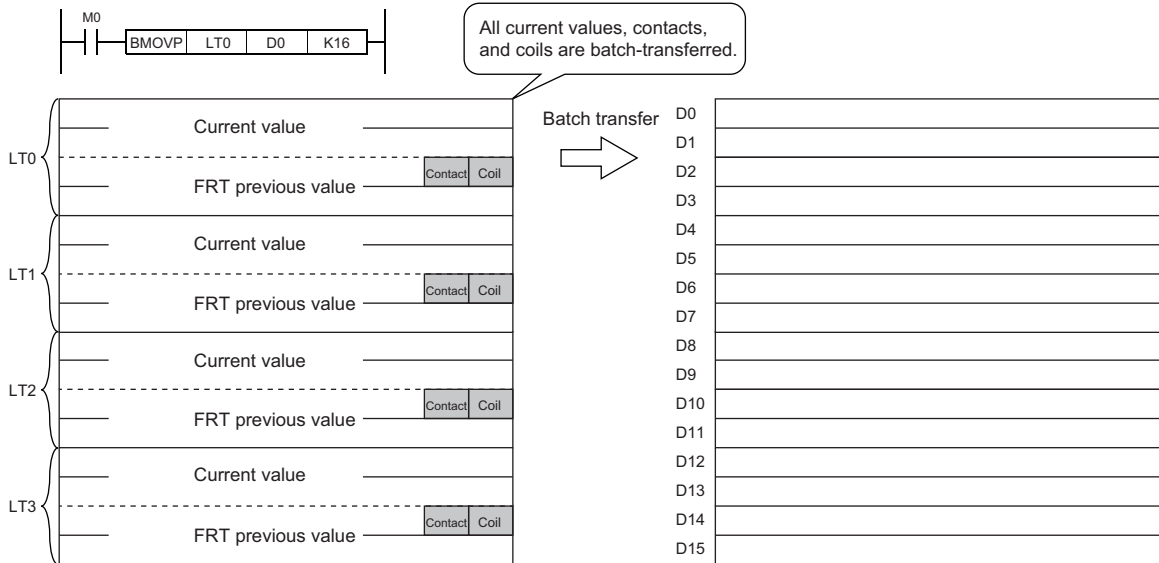 M0
BMOVP LT0 D0 K16
All current values, contacts,
and coils are batch-transferred.
Batch transfer
LT0
Current value
FRT previous value
Contact Coil
LT1
Current value
FRT previous value
Contact Coil
LT2
Current value
FRT previous value
Contact Coil
LT3
Current value
FRT previous value
Contact Coil
D0
D1
D2
D3
D4
D5
D6
D7
D8
D9
D10
D11
D12
D13
D14
D15